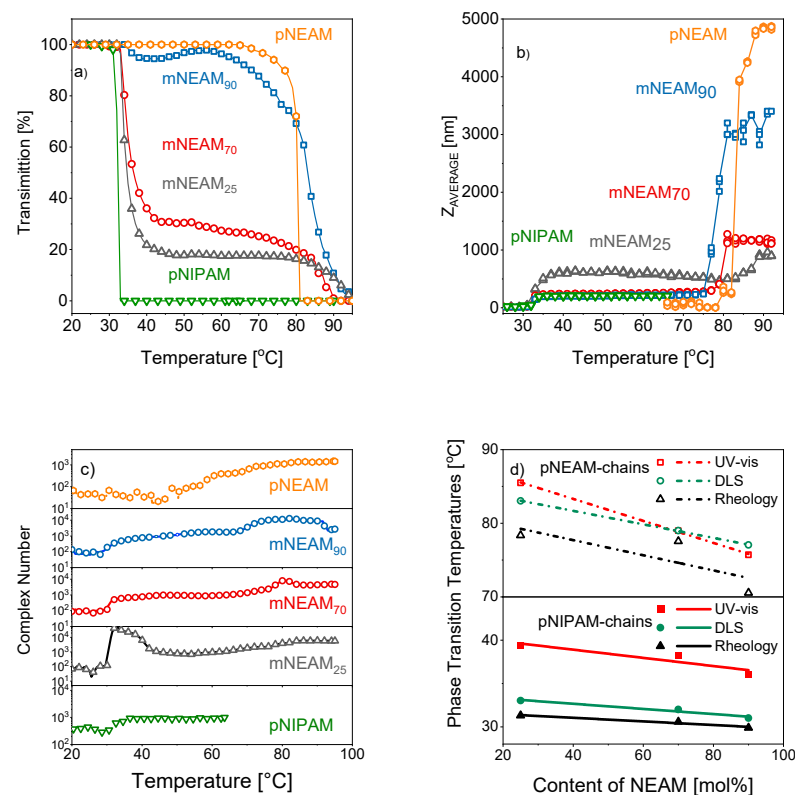 a)
Transimittion [%]
100%
80
60
40
20
0
pNEAM
mNEAM90
mNEAM70
mNEAM25
pNIPAM
20 30 40 50 60 70 80 90
Temperature [oC]
b)
ZAVERAGE [nm]
5000
4000
3000
2000
1000
0
pNEAM
mNEAM90
mNEAM70
pNIPAM
mNEAM25
30 40 50 60 70 80 90
Temperature [oC]
c)
Complex Number
103
102
101
pNEAM
104
103
102
101
mNEAM90
104
103
102
101
mNEAM70
104
103
102
101
mNEAM25
104
103
102
pNIPAM
20 40 60 80 100
Temperature [°C]
d)
Phase Transition Temperatures [oC]
90
80
70
pNEAM-chains
UV-vis
DLS
Rheology
40
30
pNIPAM-chains
UV-vis
DLS
Rheology
20 40 60 80 100
Content of NEAM [mol%]